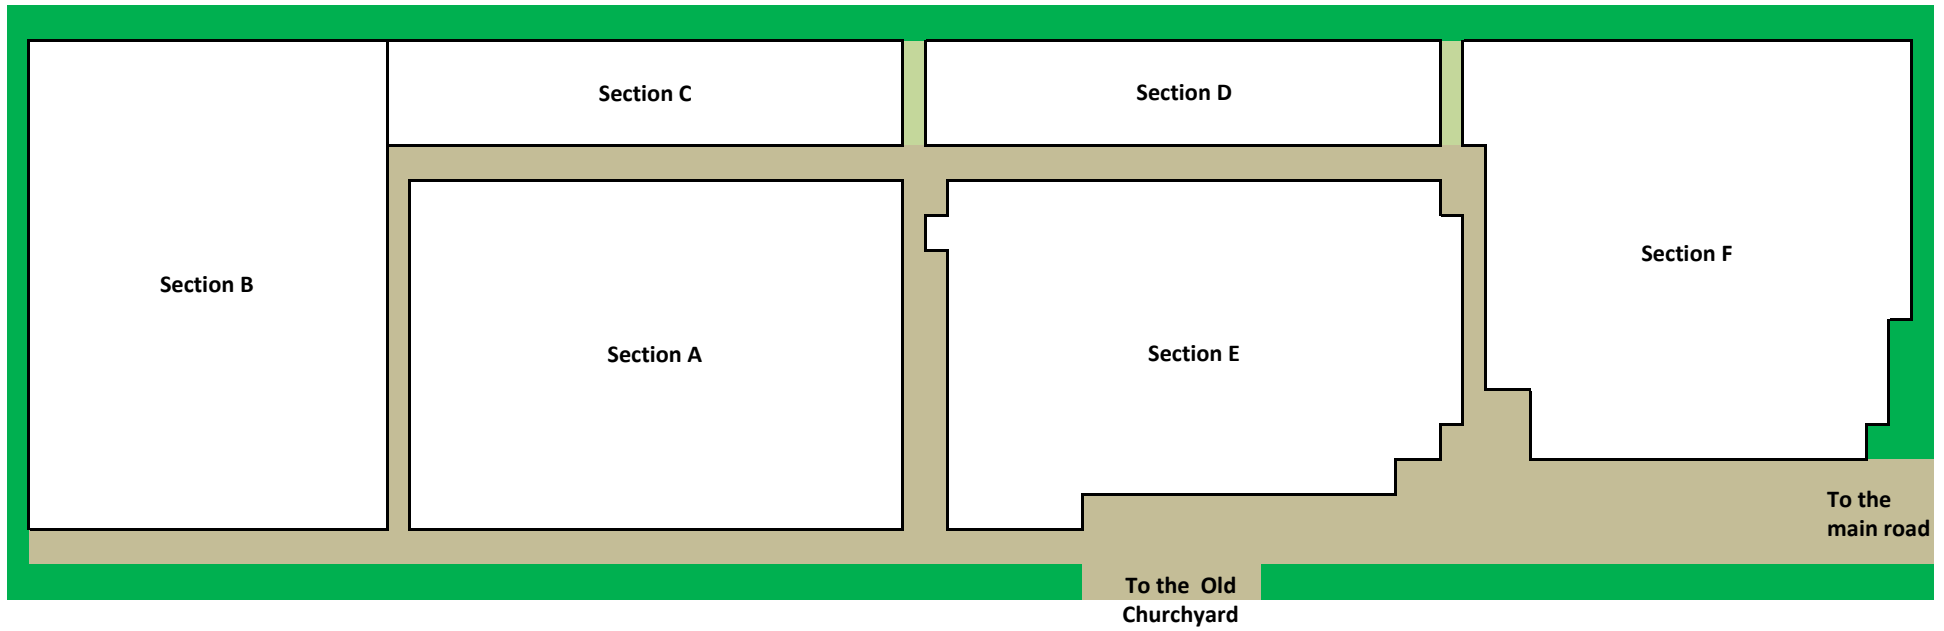 Section C
Section D
Section B
Section F
Section A
Section E
To the
main road
To the  Old
Churchyard